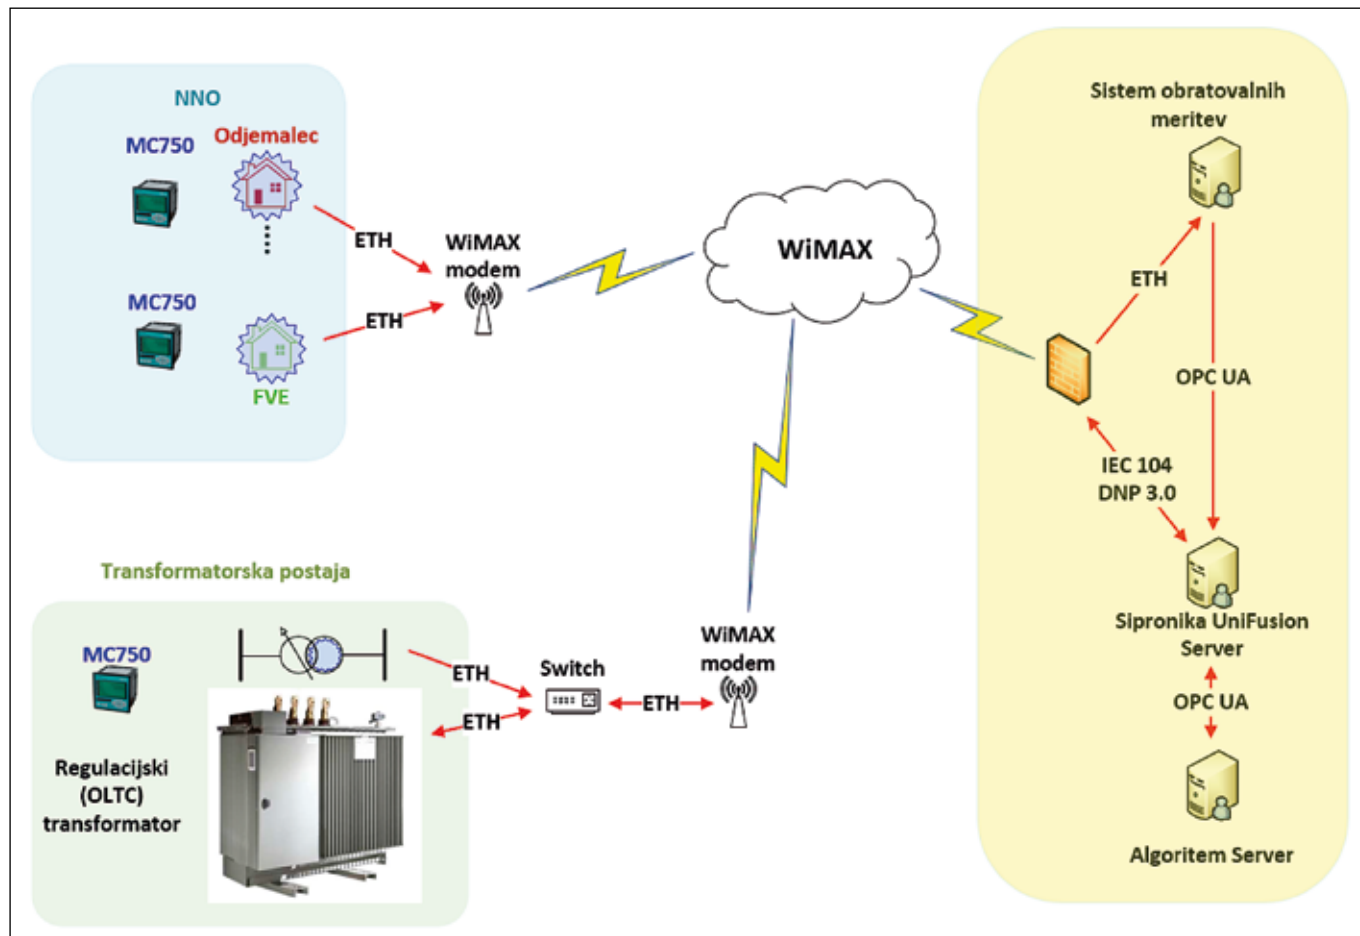 NNO
MC750
Odjemalec
ETH
WiMAX
modem
MC750
ETH
FVE
WiMAX
Sistem obratovalnih
meritev
ETH
OPC UA
IEC 104
DNP 3.0
Sipronika UniFusion
Server
OPC UA
Algoritem Server
Transformatorska postaja
MC750
ETH
ETH
Switch
ETH
WiMAX
modem
Regulacijski
(OLTC)
transformator